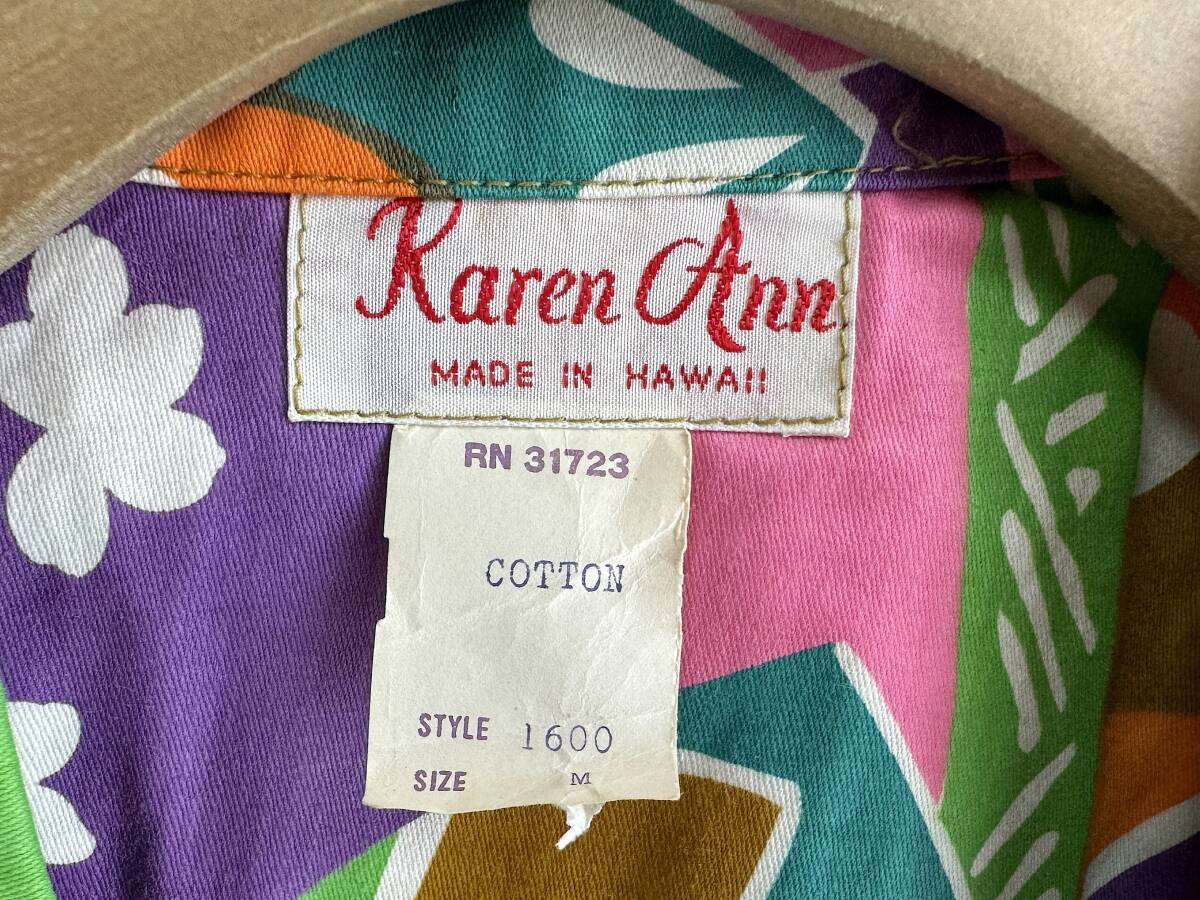 Karen Ann
MADE IN HAWAII
RN 31723
COTTON
STYLE 1600
SIZE M